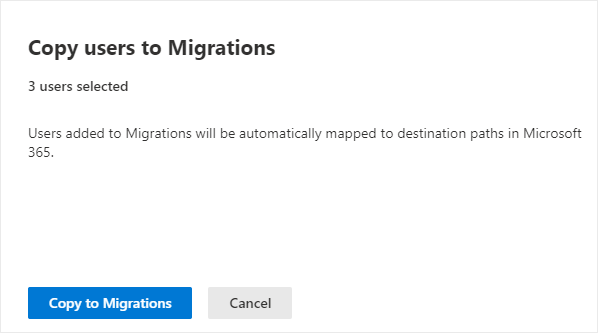 Copy users to Migrations
3 users selected
Users added to Migrations will be automatically mapped to destination paths in Microsoft
365.
Copy to Migrations
Cancel